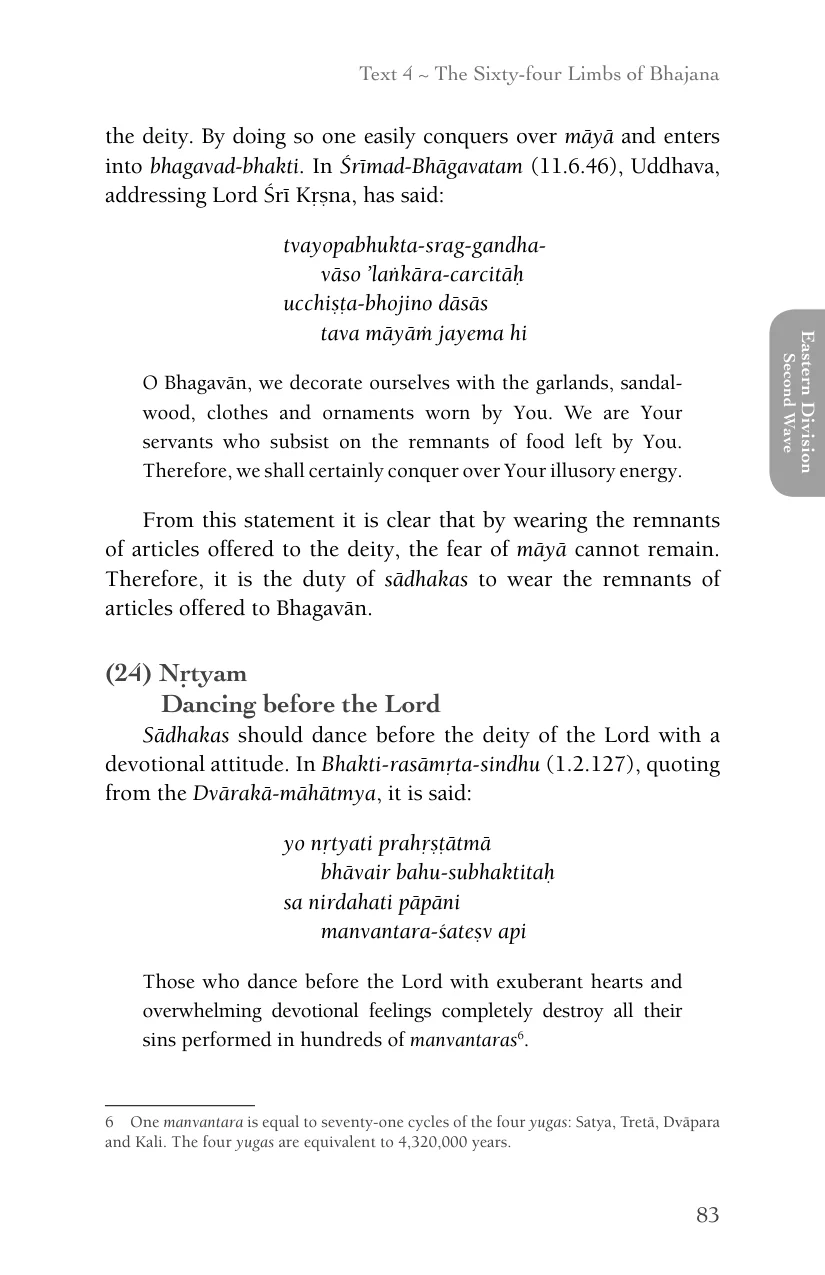 Text 4 ~ The Sixty-four Limbs of Bhajana
the deity. By doing so one easily conquers over māyā and enters
into bhagavad-bhakti. In Śrīmad-Bhāgavatam (11.6.46), Uddhava,
addressing Lord Śrī Kṛṣna, has said:
tvayopabhukta-srag-gandha-
vāso ’laṅkāra-carcitāḥ
ucchiṣṭa-bhojino dāsās
tava māyāṁ jayema hi
O Bhagavān, we decorate ourselves with the garlands, sandal-
wood, clothes and ornaments worn by You. We are Your
servants who subsist on the remnants of food left by You.
Therefore, we shall certainly conquer over Your illusory energy.
Eastern Division
Second Wave
From this statement it is clear that by wearing the remnants
of articles offered to the deity, the fear of māyā cannot remain.
Therefore, it is the duty of sādhakas to wear the remnants of
articles offered to Bhagavān.
(24) Nṛtyam
Dancing before the Lord
Sādhakas should dance before the deity of the Lord with a
devotional attitude. In Bhakti-rasāmṛta-sindhu (1.2.127), quoting
from the Dvārakā-māhātmya, it is said:
yo nṛtyati prahṛṣṭātmā
bhāvair bahu-subhaktitaḥ
sa nirdahati pāpāni
manvantara-śateṣv api
Those who dance before the Lord with exuberant hearts and
overwhelming devotional feelings completely destroy all their
sins performed in hundreds of manvantaras⁶.
6 One manvantara is equal to seventy-one cycles of the four yugas: Satya, Tretā, Dvāpara
and Kali. The four yugas are equivalent to 4,320,000 years.
83